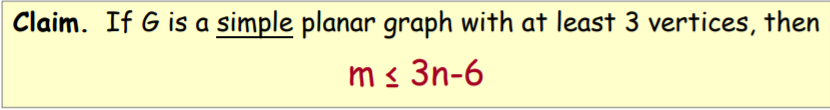 Claim. If G is a simple planar graph with at least 3 vertices, then
m ≤ 3n-6